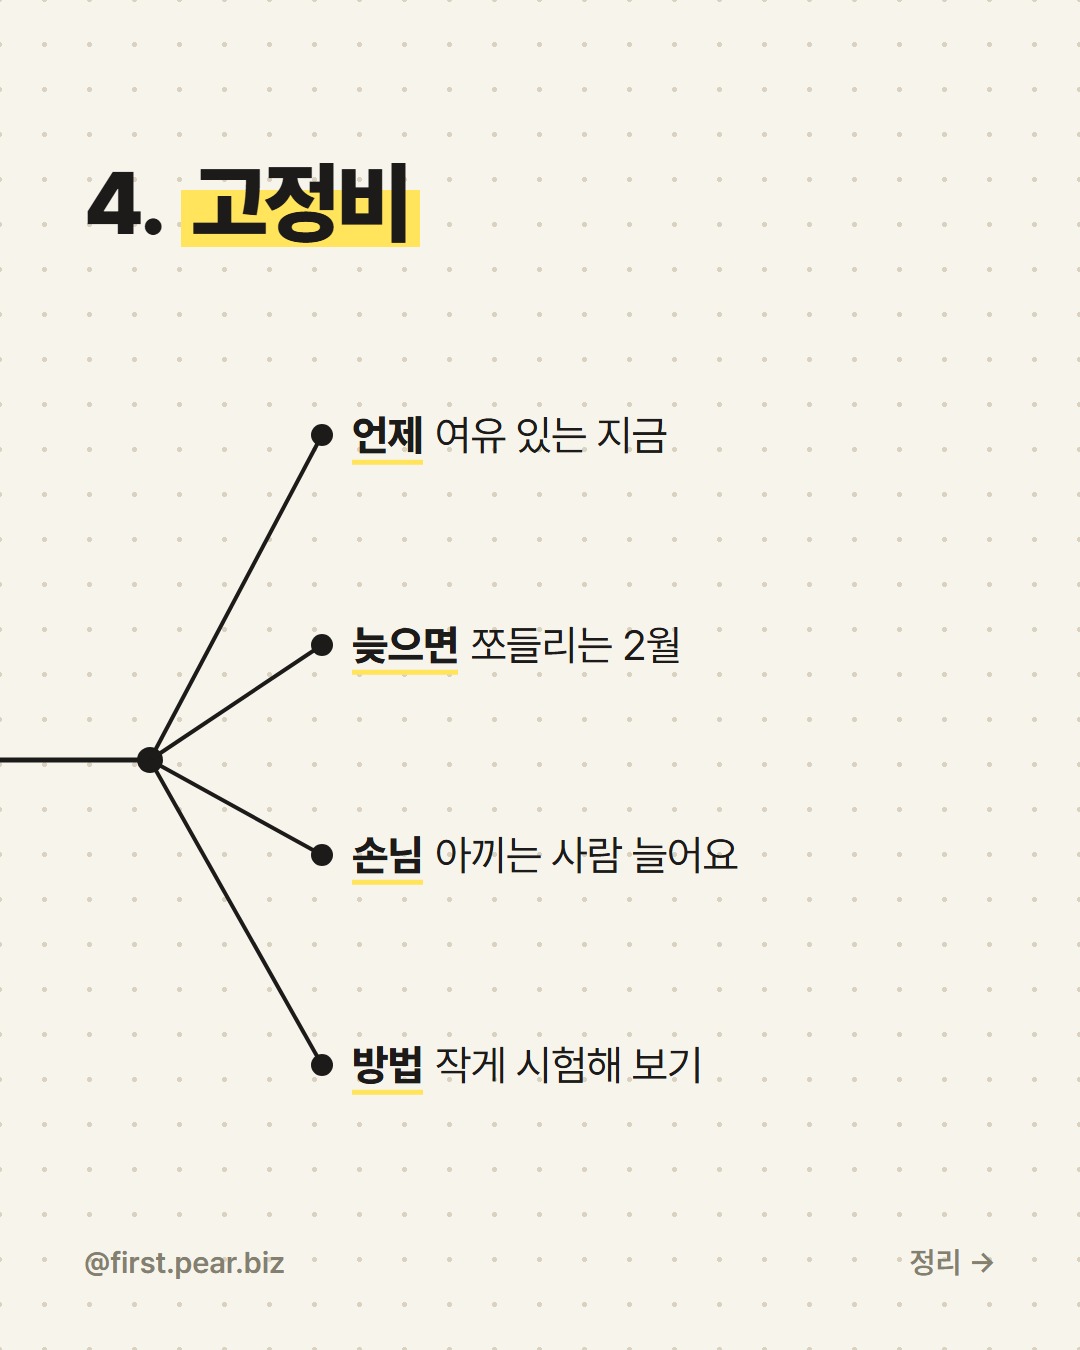 4. 고정비
언제 여유 있는 지금
늦으면 쪼들리는 2월
손님 아끼는 사람 늘어요
방법 작게 시험해 보기
@first.pear.biz
정리 →